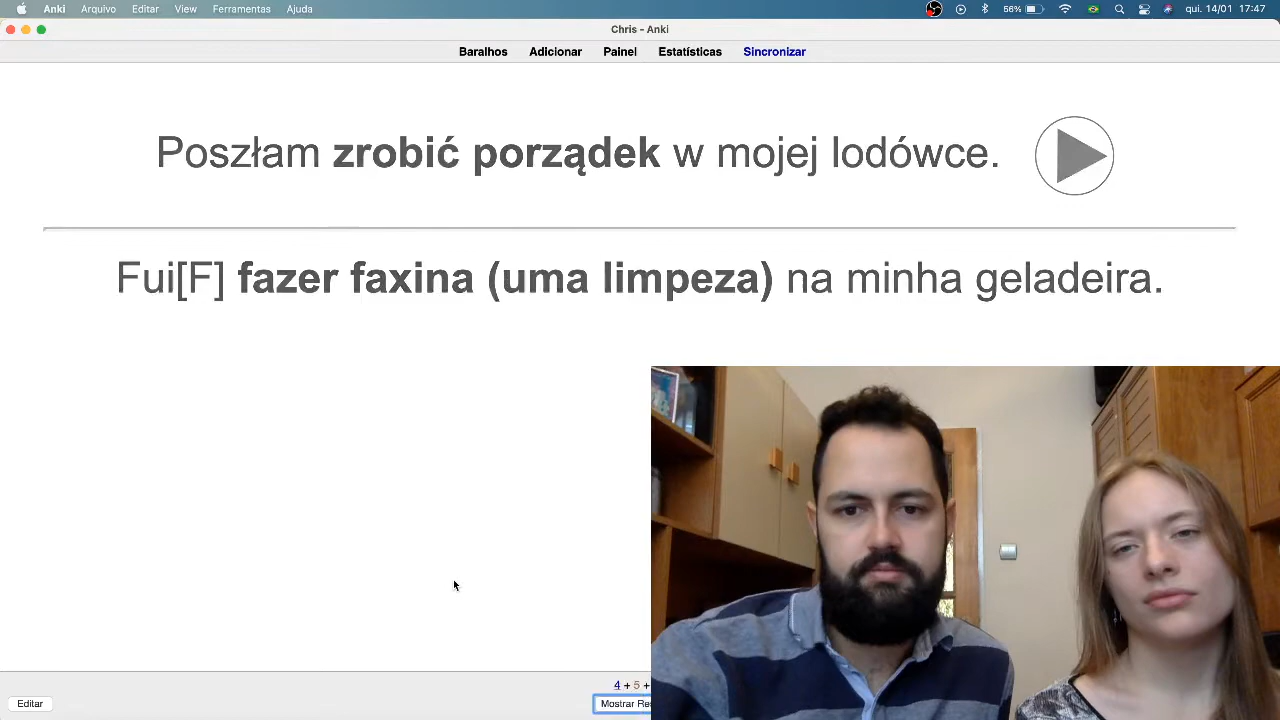 Anki Arquivo Editar View Ferramentas Ajuda 56% qui. 14/01 17:47
Chris - Anki
Baralhos Adicionar Painel Estatísticas Sincronizar
Poszłam zrobić porządek w mojej lodówce.
Fui[F] fazer faxina (uma limpeza) na minha geladeira.
4 + 5 +
Editar Mostrar Res